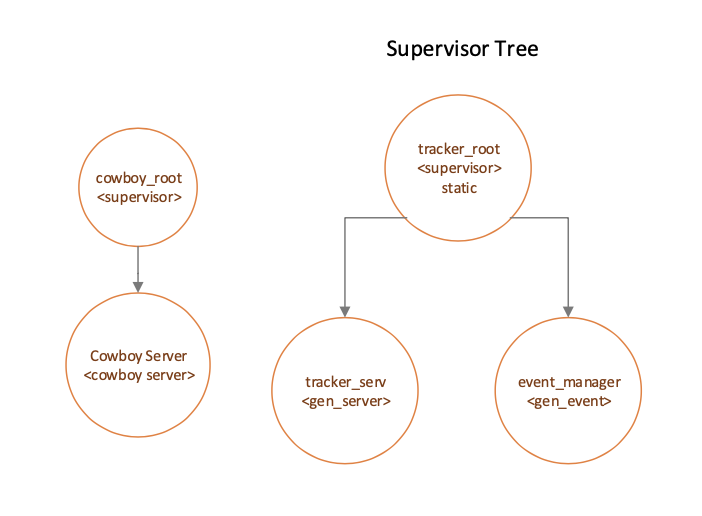 Supervisor Tree
cowboy_root
<supervisor>
Cowboy Server
<cowboy server>
tracker_root
<supervisor>
static
tracker_serv
<gen_server>
event_manager
<gen_event>